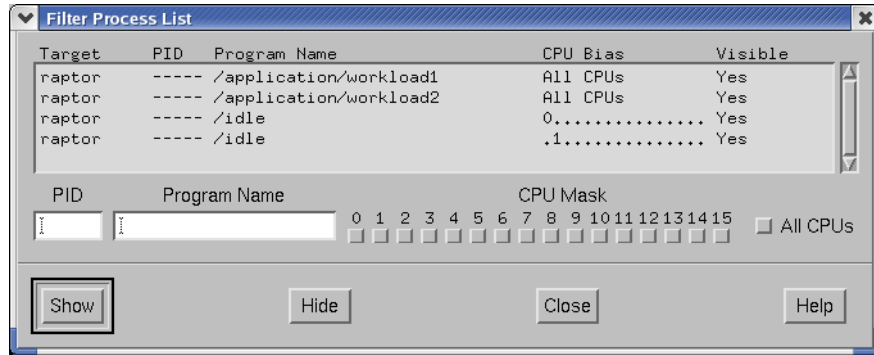 Filter Process List
Target PID Program Name CPU Bias Visible
raptor ----- /application/workload1 All CPUs Yes
raptor ----- /application/workload2 All CPUs Yes
raptor ----- /idle 0............... Yes
raptor ----- /idle .1.............. Yes
PID Program Name CPU Mask
0 1 2 3 4 5 6 7 8 9 10 11 12 13 14 15
All CPUs
Show Hide Close Help